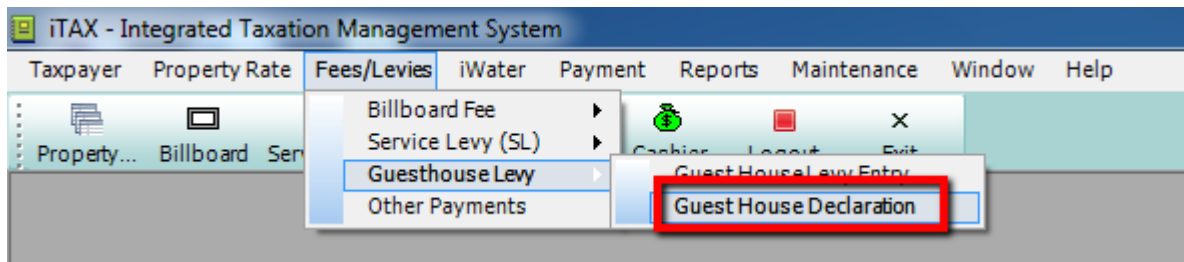 iTAX - Integrated Taxation Management System
Taxpayer Property Rate Fees/Levies iWater Payment Reports Maintenance Window Help
Property... Billboard Ser Cashier Logout Exit
Billboard Fee
Service Levy (SL)
Guesthouse Levy
Other Payments
Guest House Levy Entry
Guest House Declaration